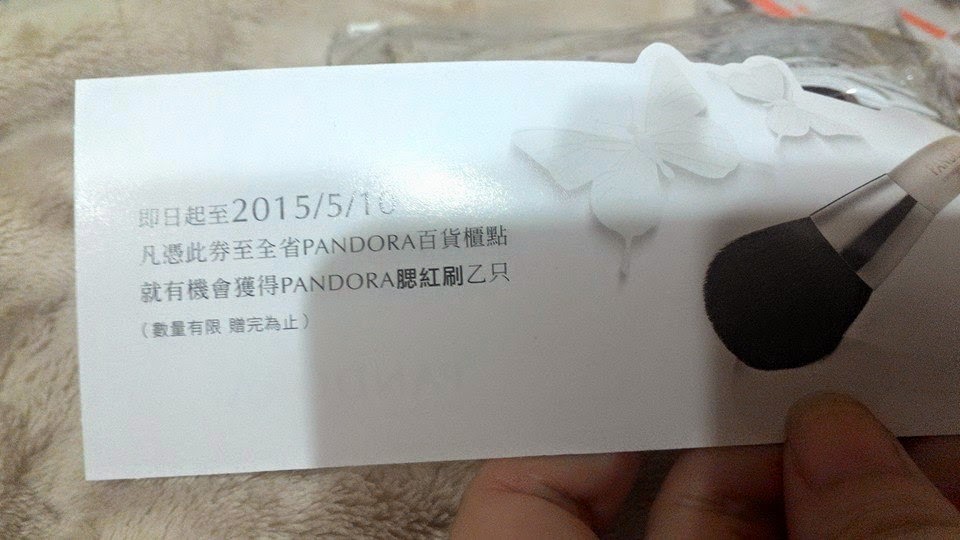 即日起至2015/5/10
凡憑此券至全省PANDORA百貨櫃點
就有機會獲得PANDORA腮紅刷乙只
（數量有限 贈完為止）